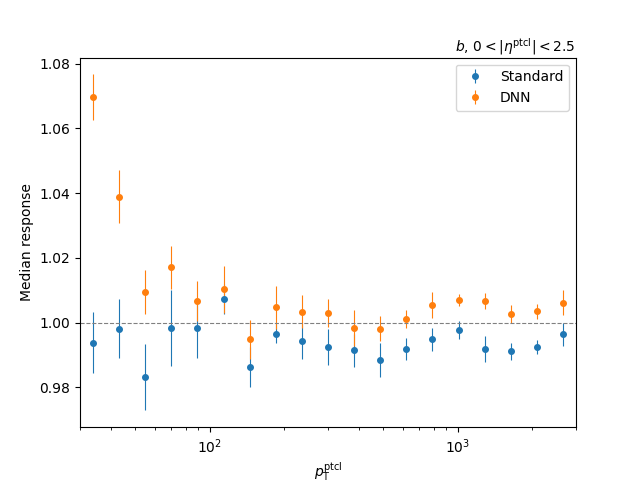 b, 0 < |η^ptcl| < 2.5
Standard
DNN
Median response
1.08
1.06
1.04
1.02
1.00
0.98
10^2
10^3
p_T^ptcl